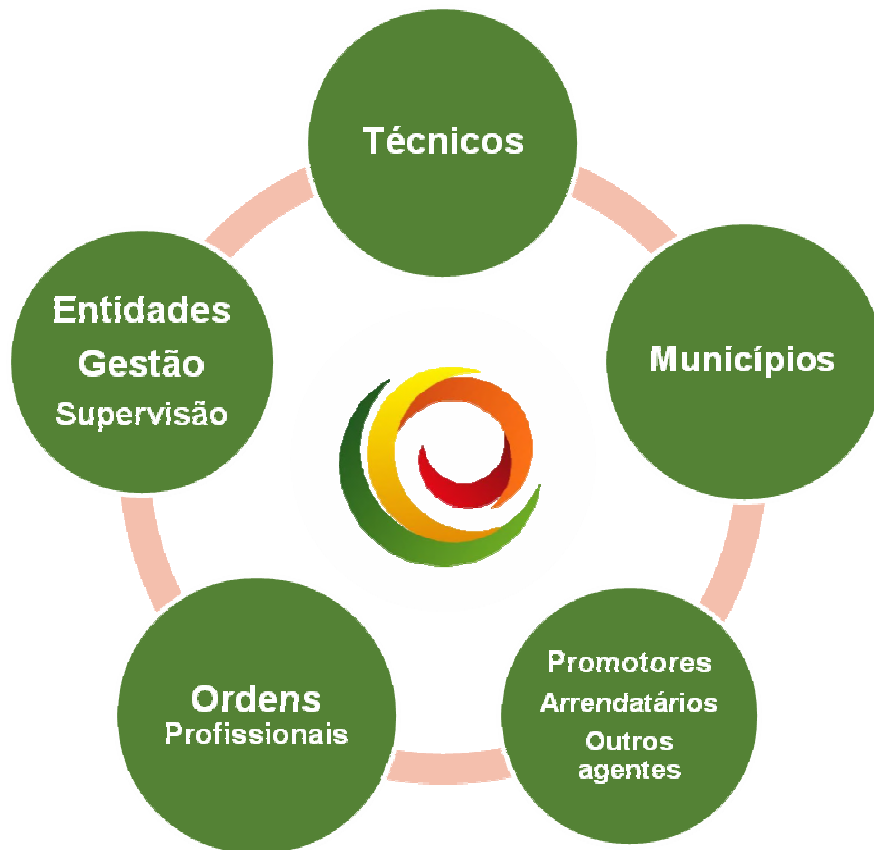 Técnicos
Municípios
Promotores
Arrendatários
Outros
agentes
Ordens
Profissionais
Entidades
Gestão
Supervisão